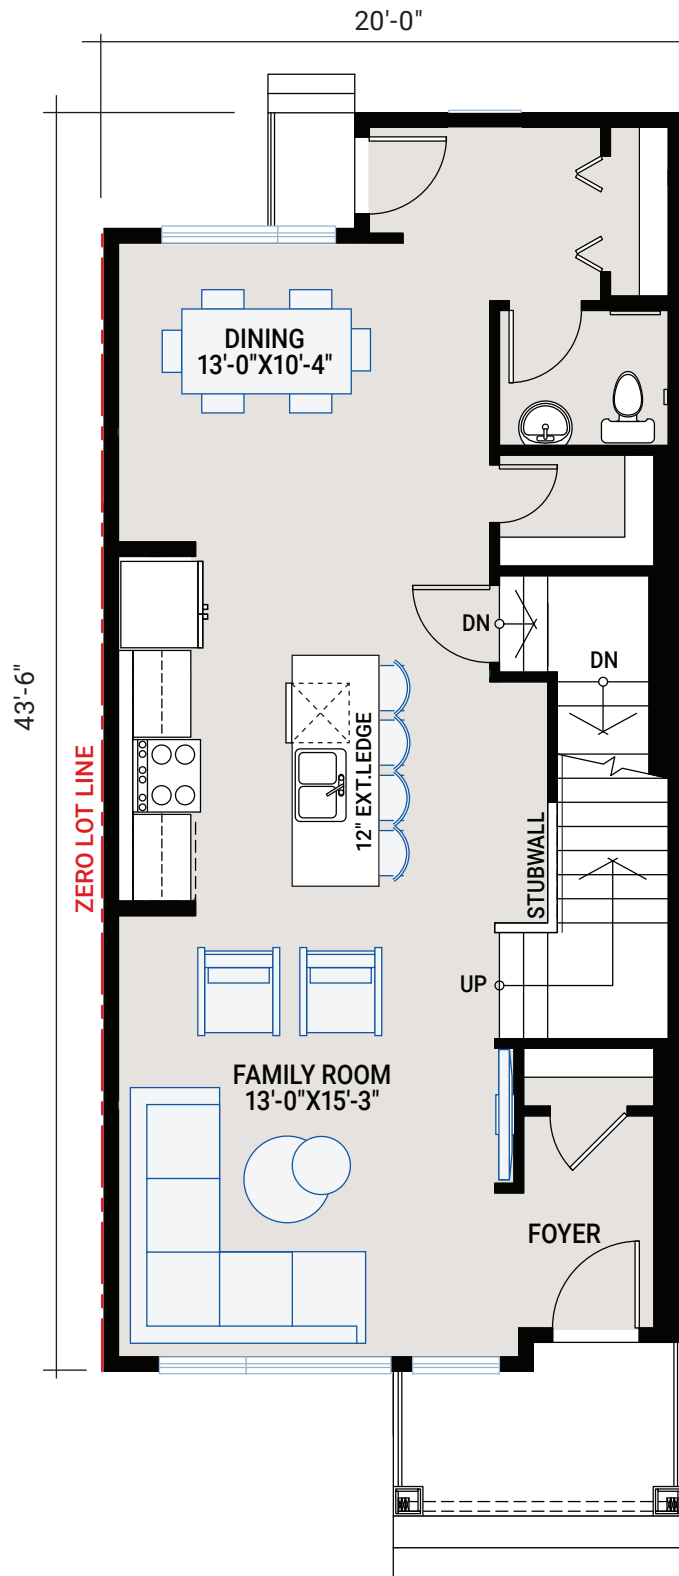 20'-0"
DINING
13'-0"X10'-4"
DN
DN
43'-6"
12" EXT.LEDGE
ZERO LOT LINE
STUBWALL
UP
FAMILY ROOM
13'-0"X15'-3"
FOYER